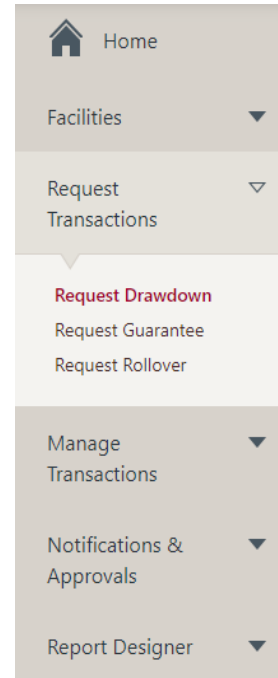 Home
Facilities
Request
Transactions
Request Drawdown
Request Guarantee
Request Rollover
Manage
Transactions
Notifications &
Approvals
Report Designer